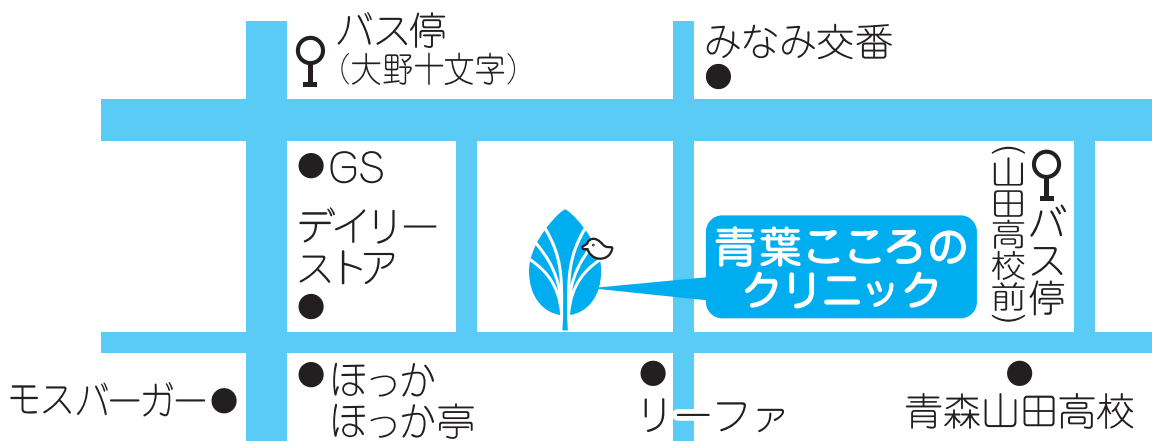 バス停
（大野十文字）
みなみ交番
GS
デイリー
ストア
青葉こころの
クリニック
バス停
（山田高校前）
モスバーガー
ほっか
ほっか亭
リーファ
青森山田高校